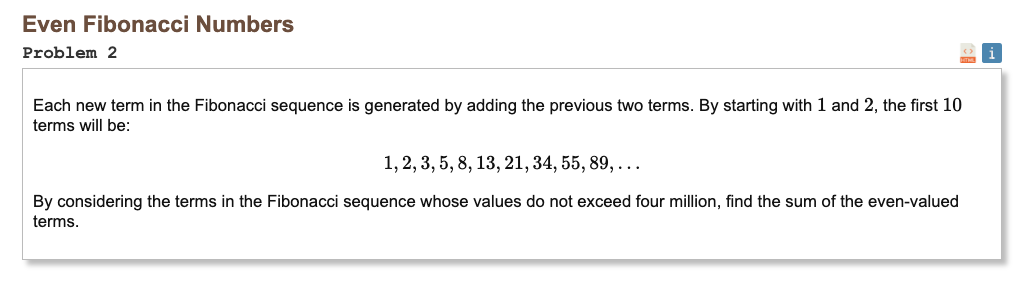 Even Fibonacci Numbers
Problem 2
HTML
i
Each new term in the Fibonacci sequence is generated by adding the previous two terms. By starting with 1 and 2, the first 10
terms will be:
1, 2, 3, 5, 8, 13, 21, 34, 55, 89, . . .
By considering the terms in the Fibonacci sequence whose values do not exceed four million, find the sum of the even-valued
terms.